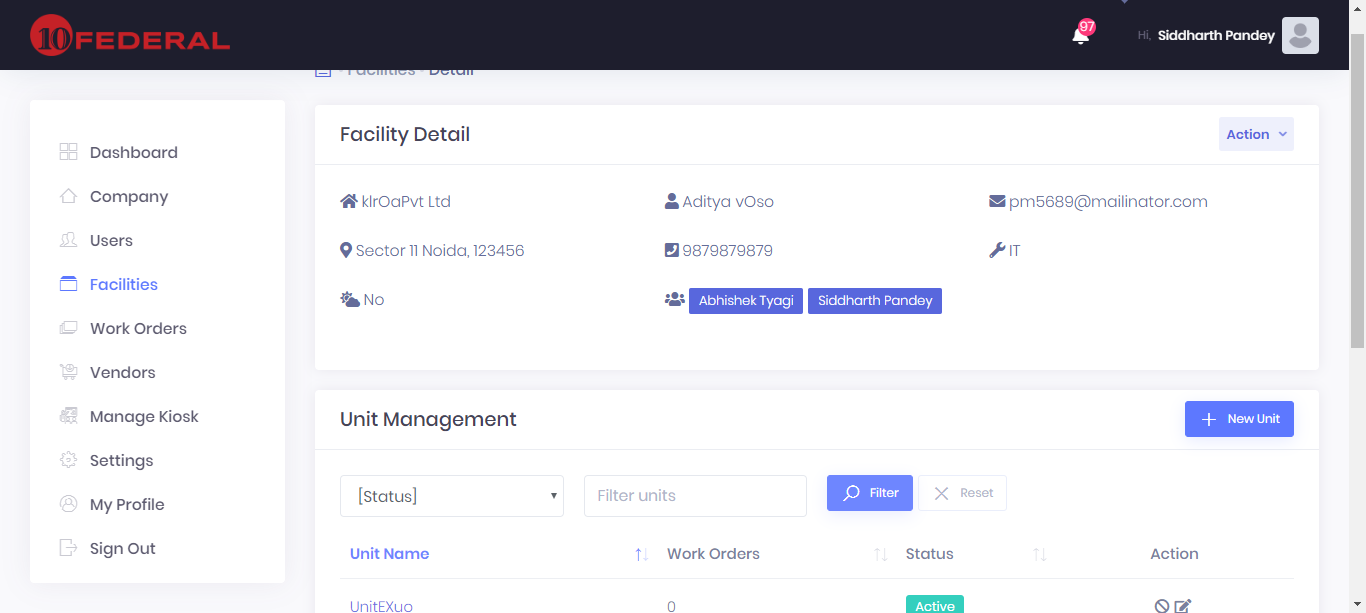 10 FEDERAL
97
Hi, Siddharth Pandey
- Facilities - Detail
Dashboard
Company
Users
Facilities
Work Orders
Vendors
Manage Kiosk
Settings
My Profile
Sign Out
Facility Detail
Action
Aditya vOso
pm5689@mailinator.com
Sector 11 Noida, 123456
9879879879
IT
No
Abhishek Tyagi
Siddharth Pandey
Unit Management
New Unit
[Status]
Filter units
Filter
Reset
Unit Name
Work Orders
Status
Action
UnitEXuo
0
Active